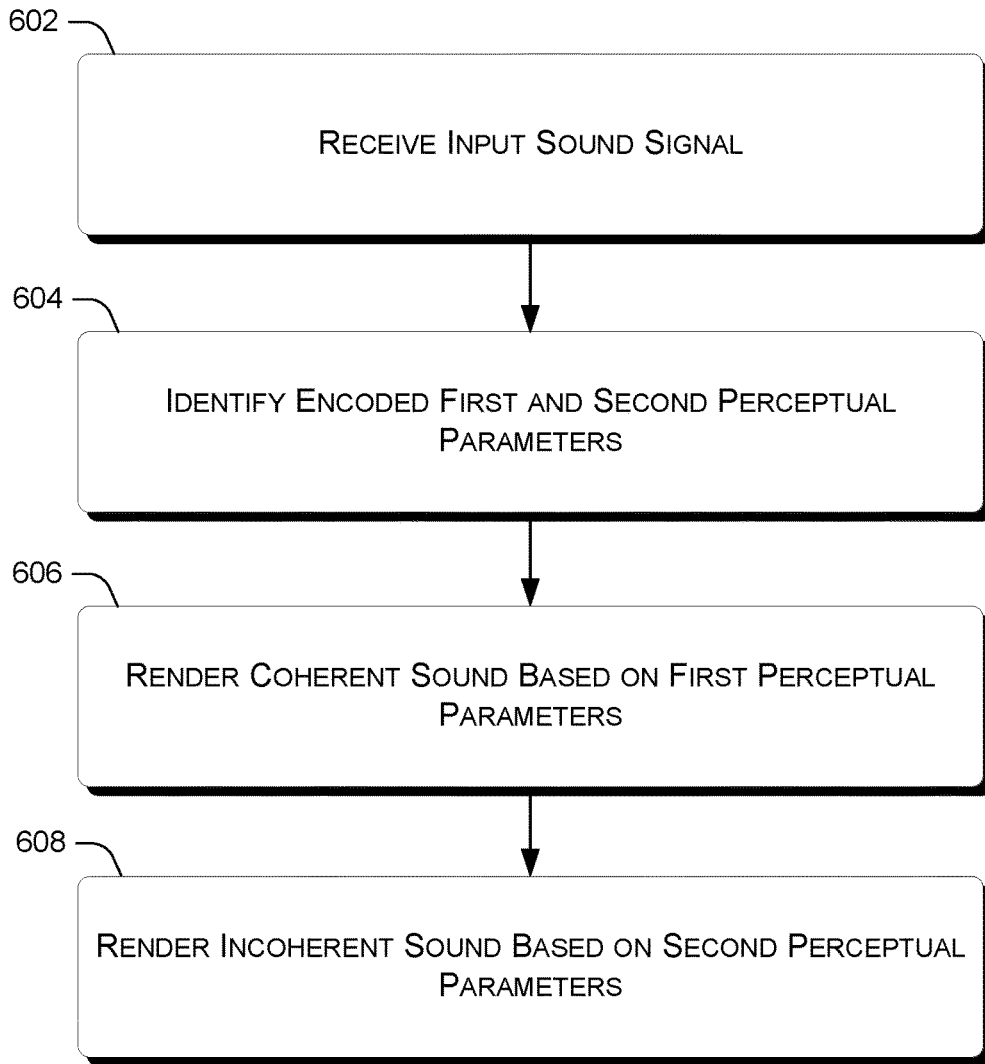 602
RECEIVE INPUT SOUND SIGNAL
604
IDENTIFY ENCODED FIRST AND SECOND PERCEPTUAL
PARAMETERS
606
RENDER COHERENT SOUND BASED ON FIRST PERCEPTUAL
PARAMETERS
608
RENDER INCOHERENT SOUND BASED ON SECOND PERCEPTUAL
PARAMETERS